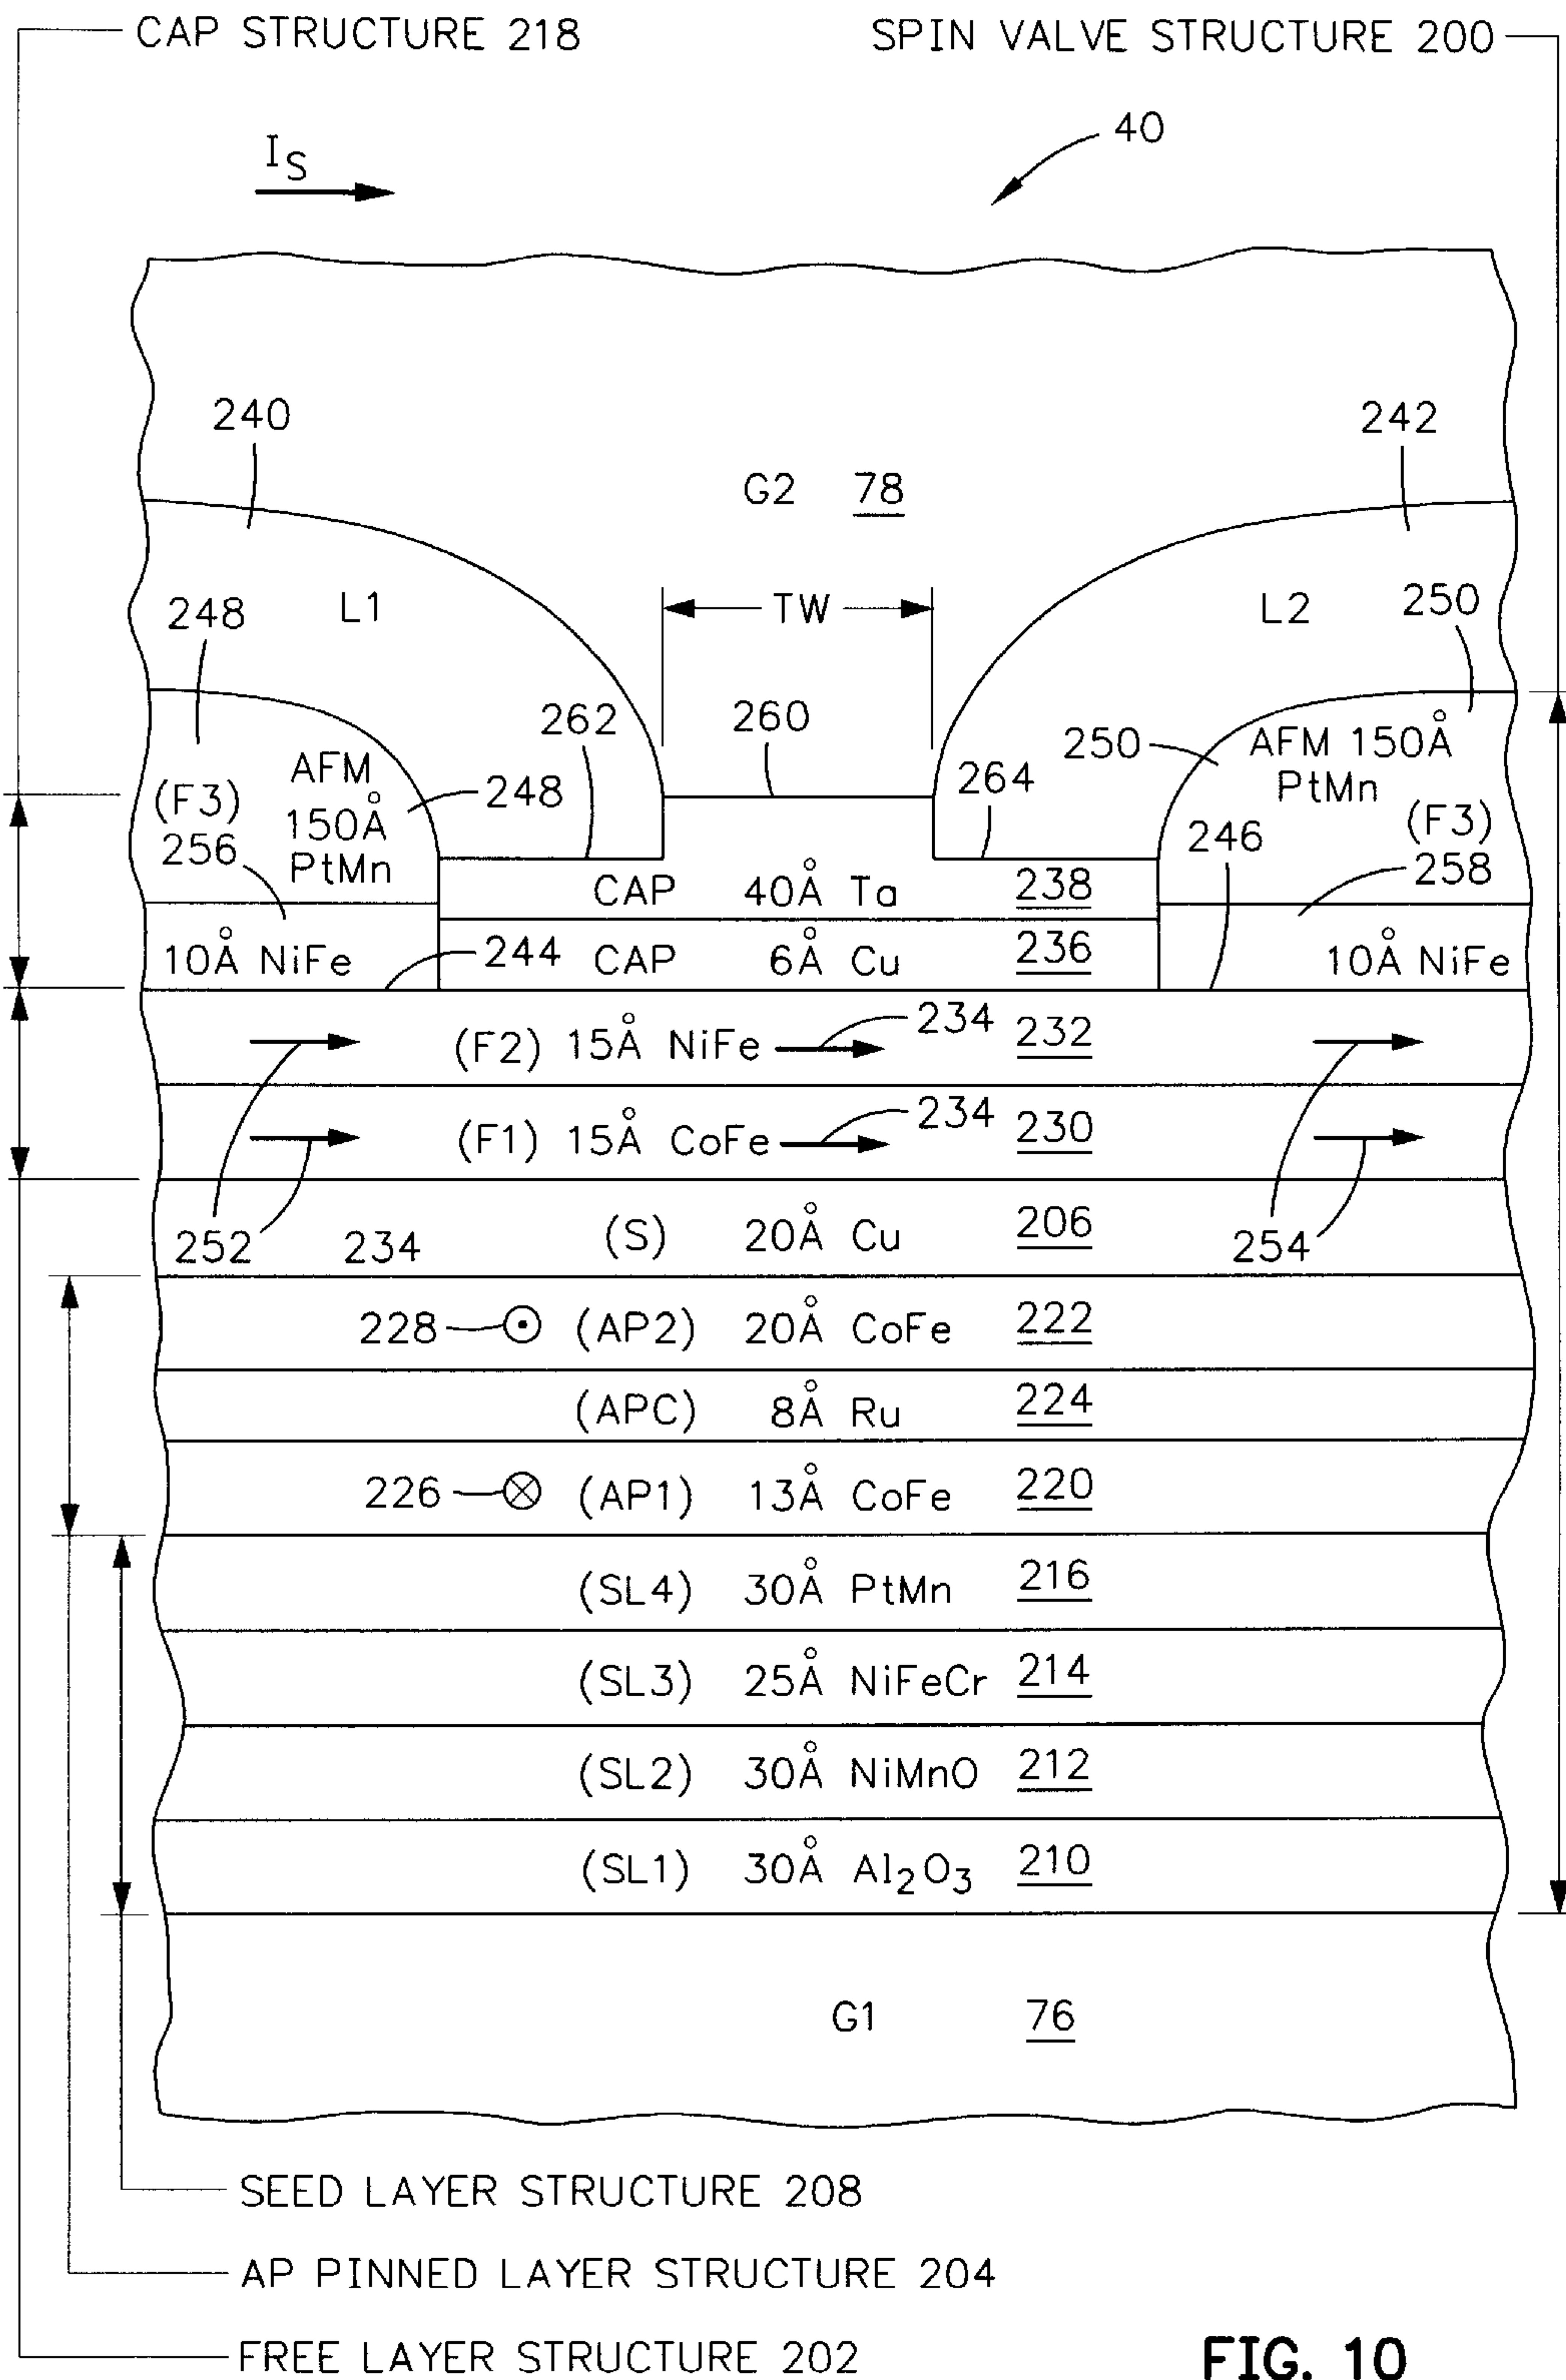 CAP STRUCTURE 218
SPIN VALVE STRUCTURE 200
40
IS
240
242
G2 78
248
L1
TW
L2
250
262
260
250
AFM 150Å
PtMn
264
(F3)
AFM
150Å
PtMn
248
246
(F3)
256
258
CAP 40Å Ta 238
10Å NiFe
244
CAP 6Å Cu 236
10Å NiFe
(F2) 15Å NiFe
234
232
(F1) 15Å CoFe
234
230
252
234
(S) 20Å Cu 206
254
228
(AP2) 20Å CoFe 222
(APC) 8Å Ru 224
226
(AP1) 13Å CoFe 220
(SL4) 30Å PtMn 216
(SL3) 25Å NiFeCr 214
(SL2) 30Å NiMnO 212
(SL1) 30Å Al2O3 210
G1 76
SEED LAYER STRUCTURE 208
AP PINNED LAYER STRUCTURE 204
FREE LAYER STRUCTURE 202
FIG. 10